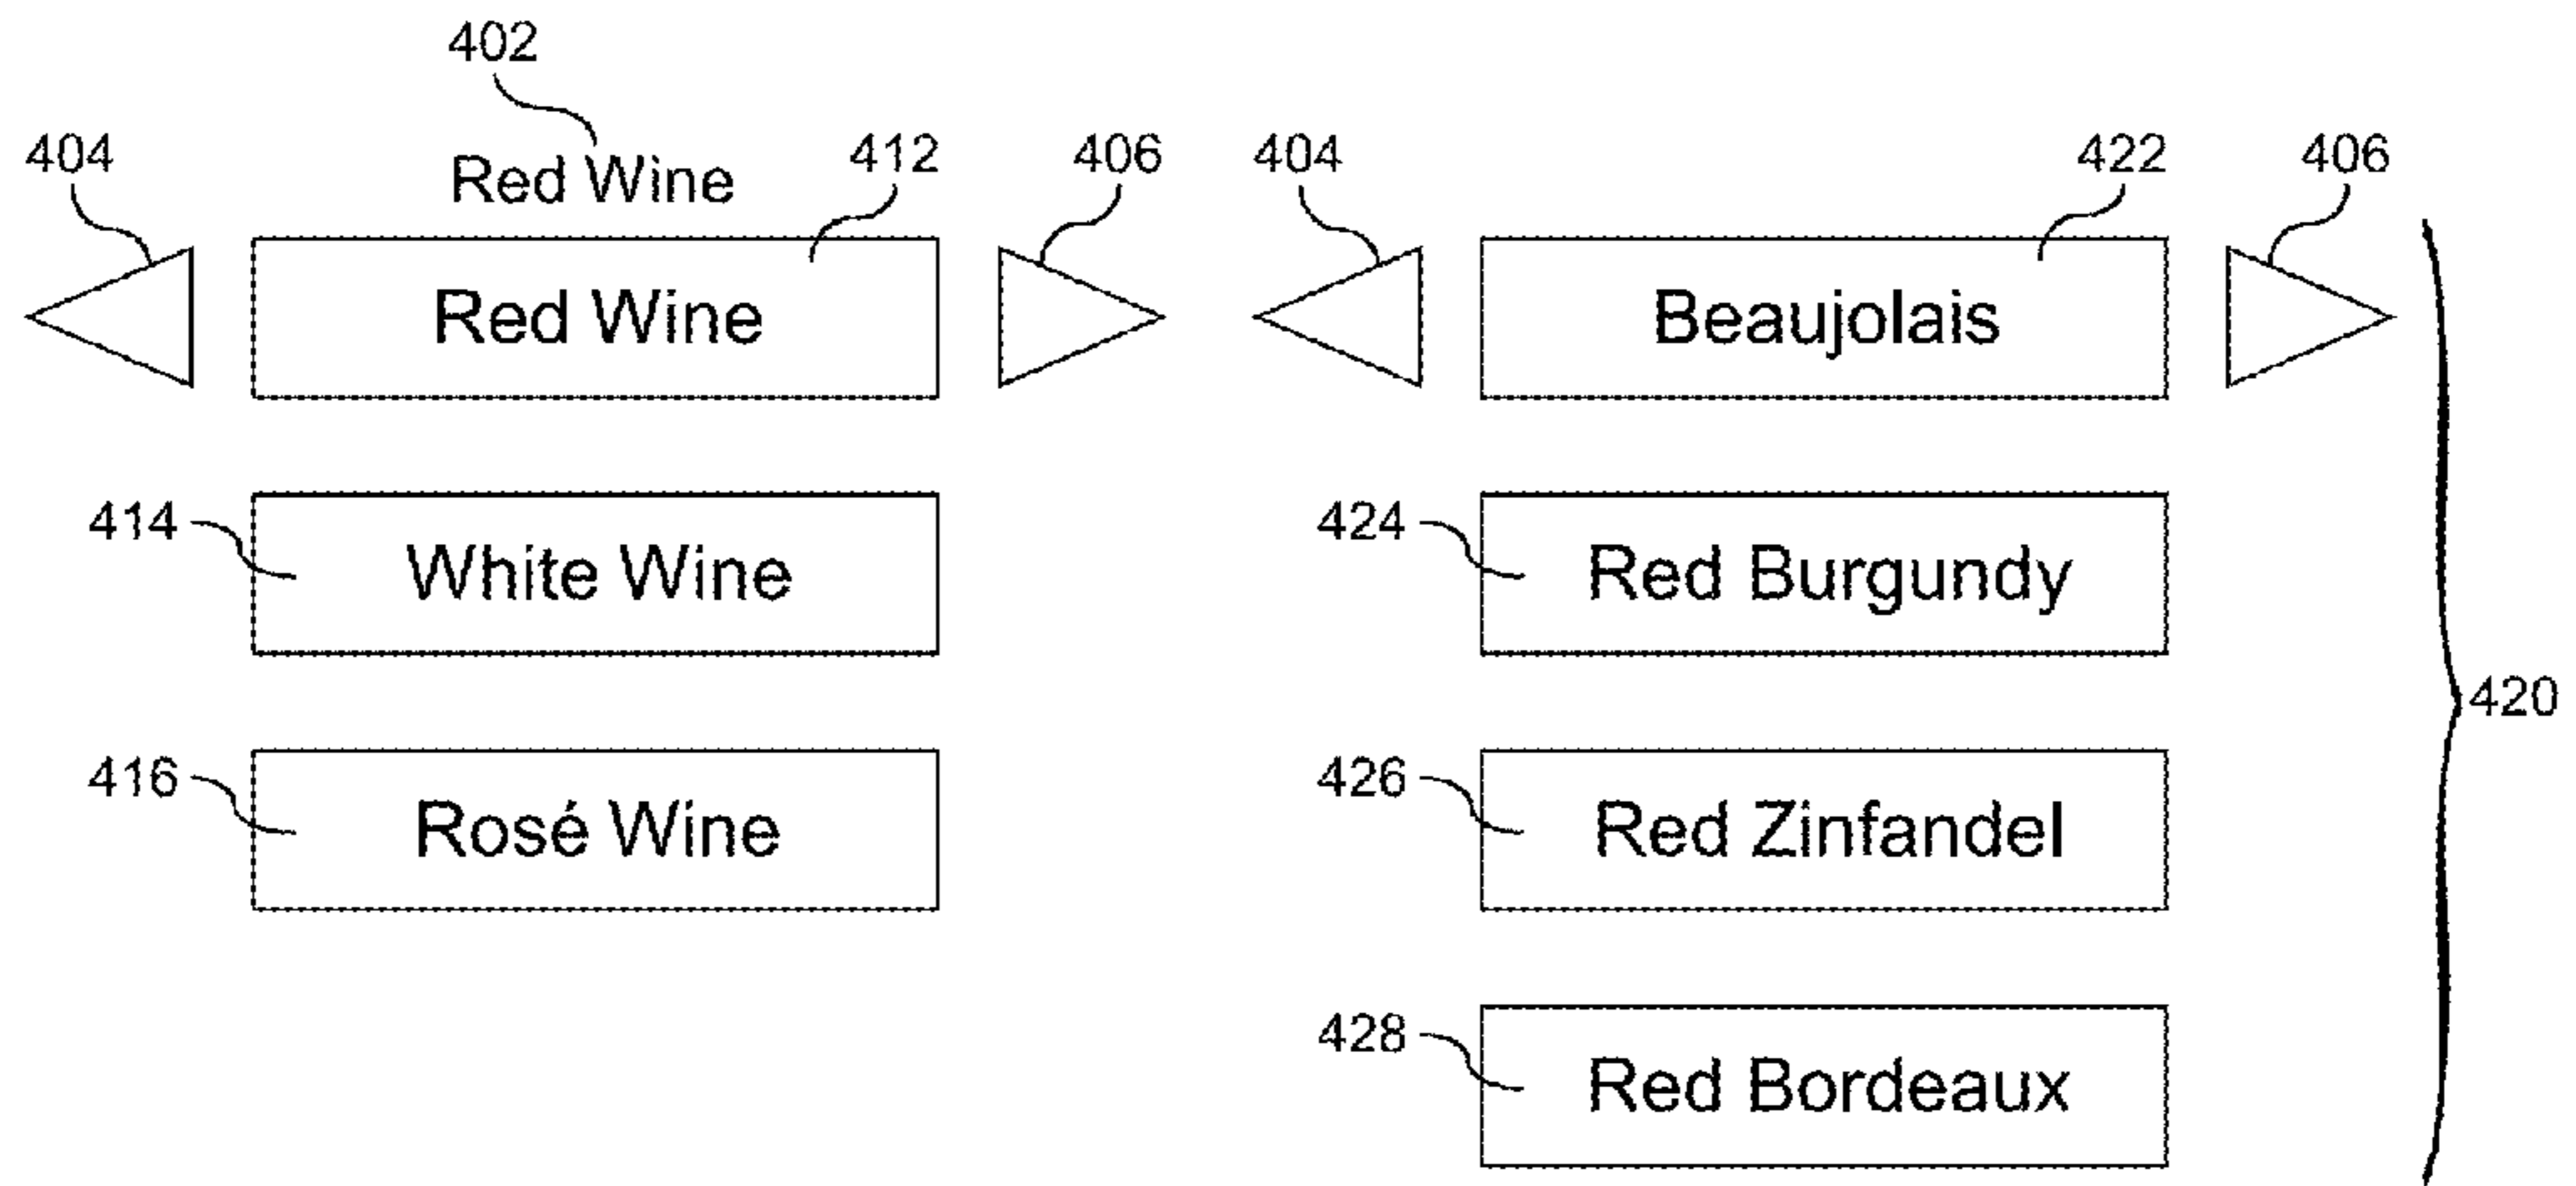 402
404
Red Wine
412
406
404
422
406
Red Wine
Beaujolais
414
White Wine
424
Red Burgundy
420
416
Rosé Wine
426
Red Zinfandel
428
Red Bordeaux